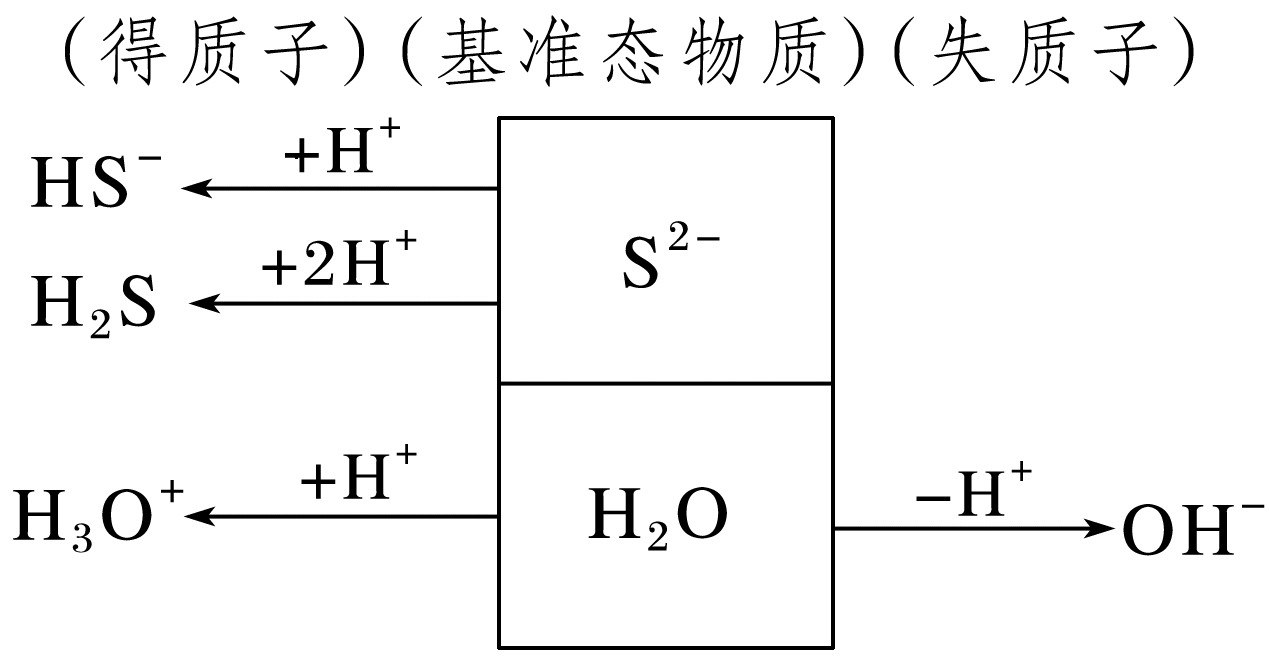 (得质子)(基准态物质)(失质子)
HS⁻ +H⁺
S²⁻
H₂S +2H⁺
H₃O⁺ +H⁺ H₂O −H⁺ OH⁻